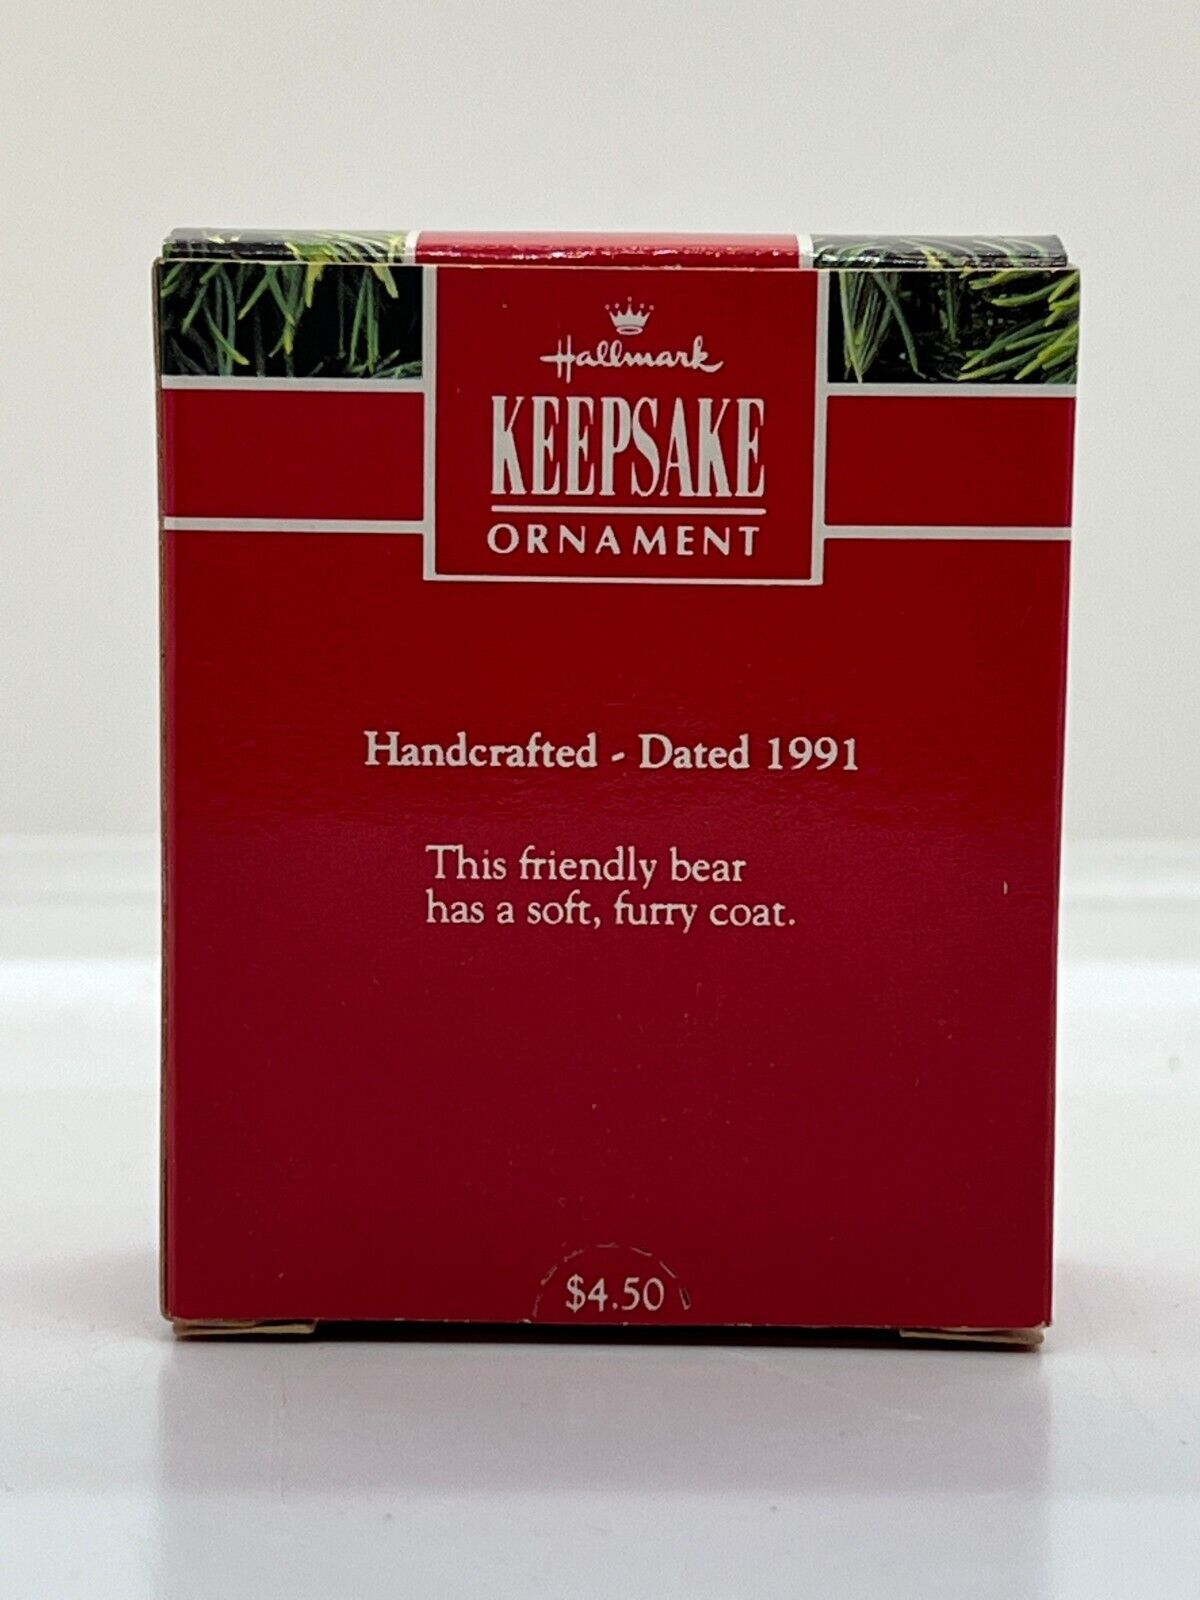 Hallmark
KEEPSAKE
ORNAMENT
Handcrafted - Dated 1991
This friendly bear
has a soft, furry coat.
$4.50